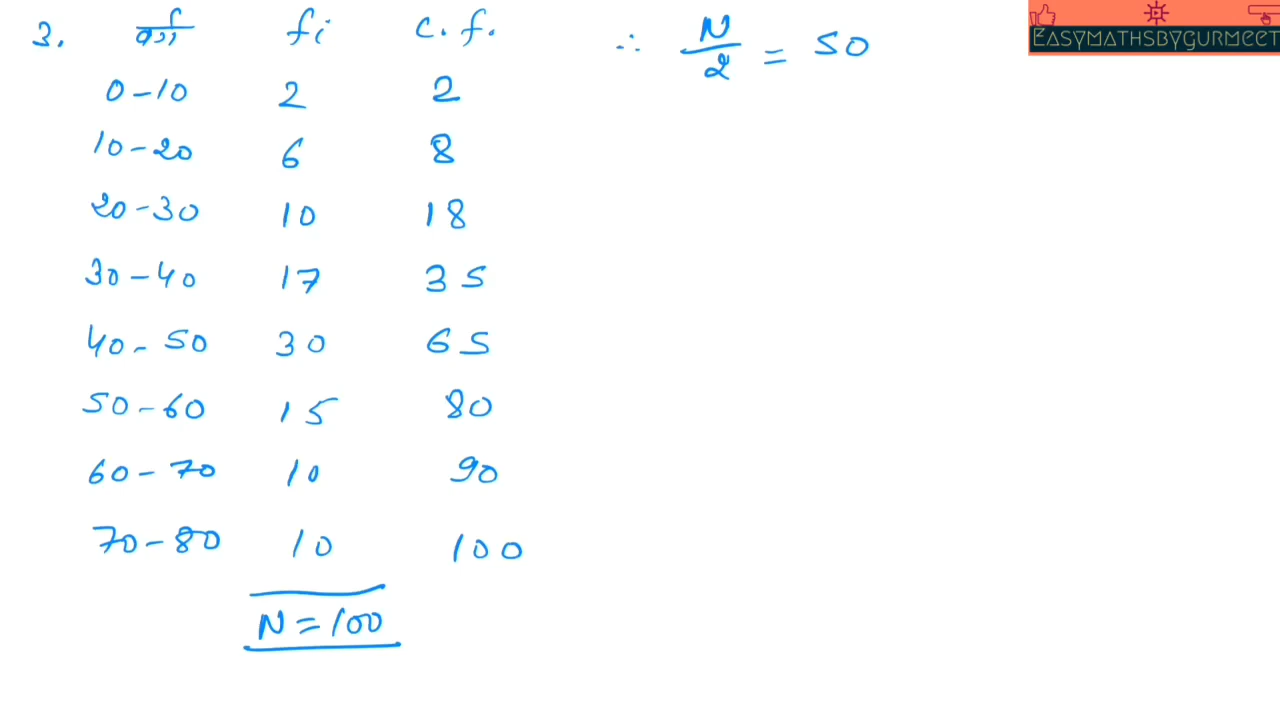 3. वर्ग fi c.f. ∴ N/2 = 50
0-10 2 2
10-20 6 8
20-30 10 18
30-40 17 35
40-50 30 65
50-60 15 80
60-70 10 90
70-80 10 100
N=100
EASYMATHSBYGURMEET